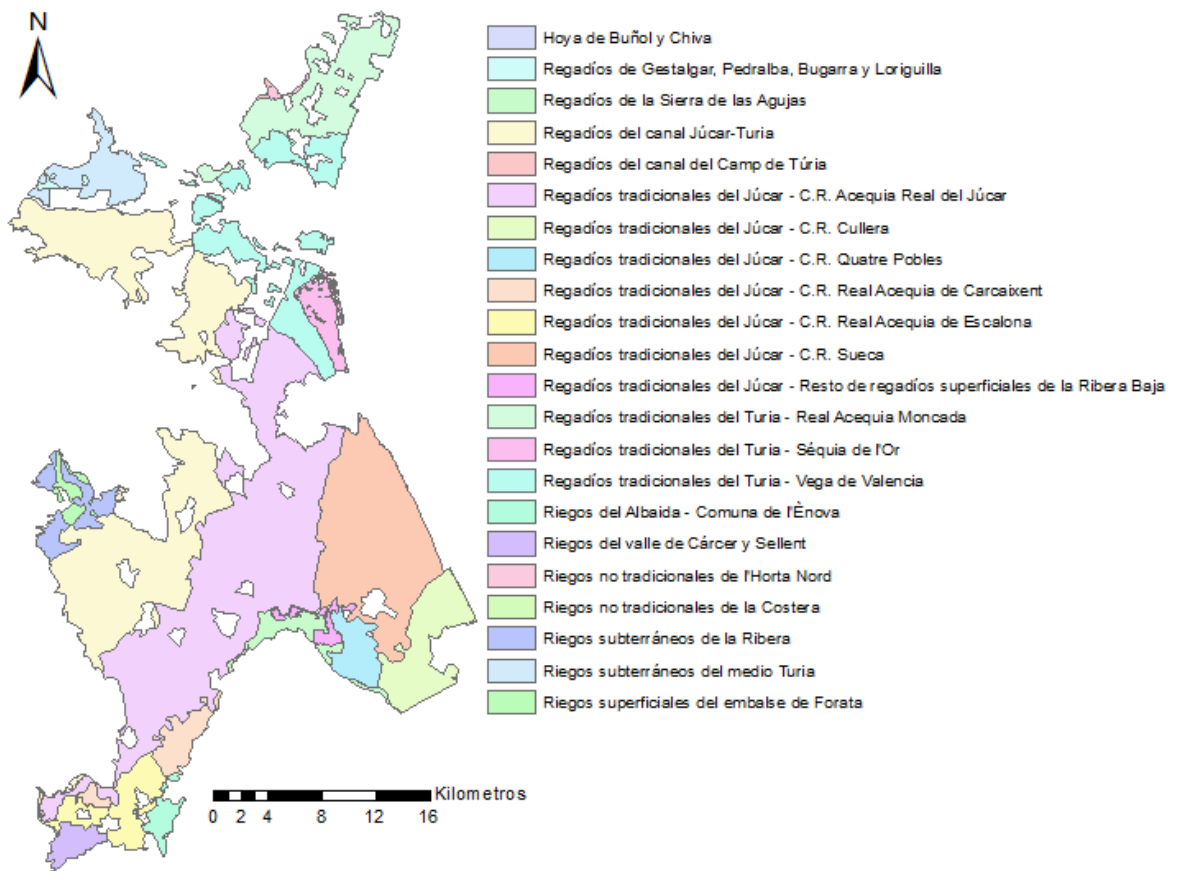 N
Hoya de Buñol y Chiva
Regadíos de Gestalgar, Pedralba, Bugarra y Loriguilla
Regadíos de la Sierra de las Agujas
Regadíos del canal Júcar-Turia
Regadíos del canal del Camp de Túria
Regadíos tradicionales del Júcar - C.R. Acequia Real del Júcar
Regadíos tradicionales del Júcar - C.R. Cullera
Regadíos tradicionales del Júcar - C.R. Quatre Pobles
Regadíos tradicionales del Júcar - C.R. Real Acequia de Carcaixent
Regadíos tradicionales del Júcar - C.R. Real Acequia de Escalona
Regadíos tradicionales del Júcar - C.R. Sueca
Regadíos tradicionales del Júcar - Resto de regadíos superficiales de la Ribera Baja
Regadíos tradicionales del Turia - Real Acequia Moncada
Regadíos tradicionales del Turia - Séquia de l'Or
Regadíos tradicionales del Turia - Vega de Valencia
Riegos del Albaida - Comuna de l'Ènova
Riegos del valle de Cárcer y Sellent
Riegos no tradicionales de l'Horta Nord
Riegos no tradicionales de la Costera
Riegos subterráneos de la Ribera
Riegos subterráneos del medio Turia
Riegos superficiales del embalse de Forata
Kilometros
0 2 4 8 12 16